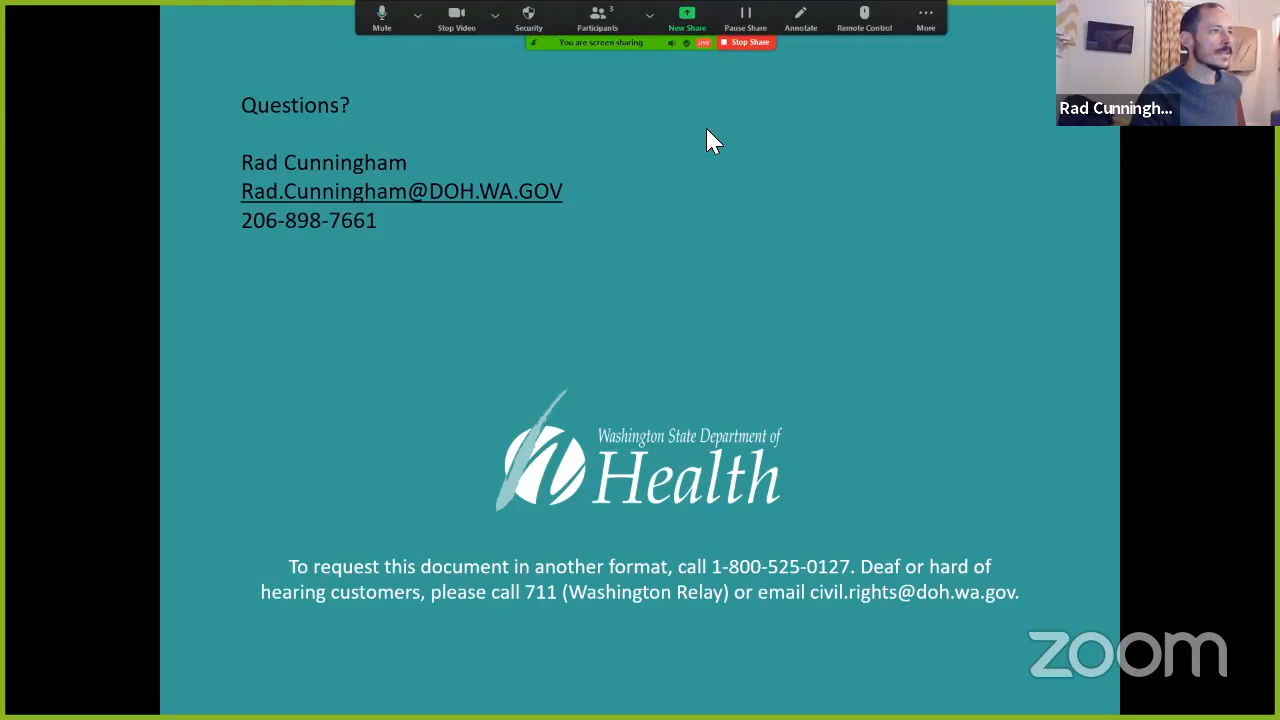 Mute
Stop Video
Security
3
Participants
New Share
Pause Share
Annotate
Remote Control
More
You are screen sharing
LIVE
Stop Share
Rad Cunningh...
Questions?
Rad Cunningham
Rad.Cunningham@DOH.WA.GOV
206-898-7661
Washington State Department of
Health
To request this document in another format, call 1-800-525-0127. Deaf or hard of
hearing customers, please call 711 (Washington Relay) or email civil.rights@doh.wa.gov.
zoom